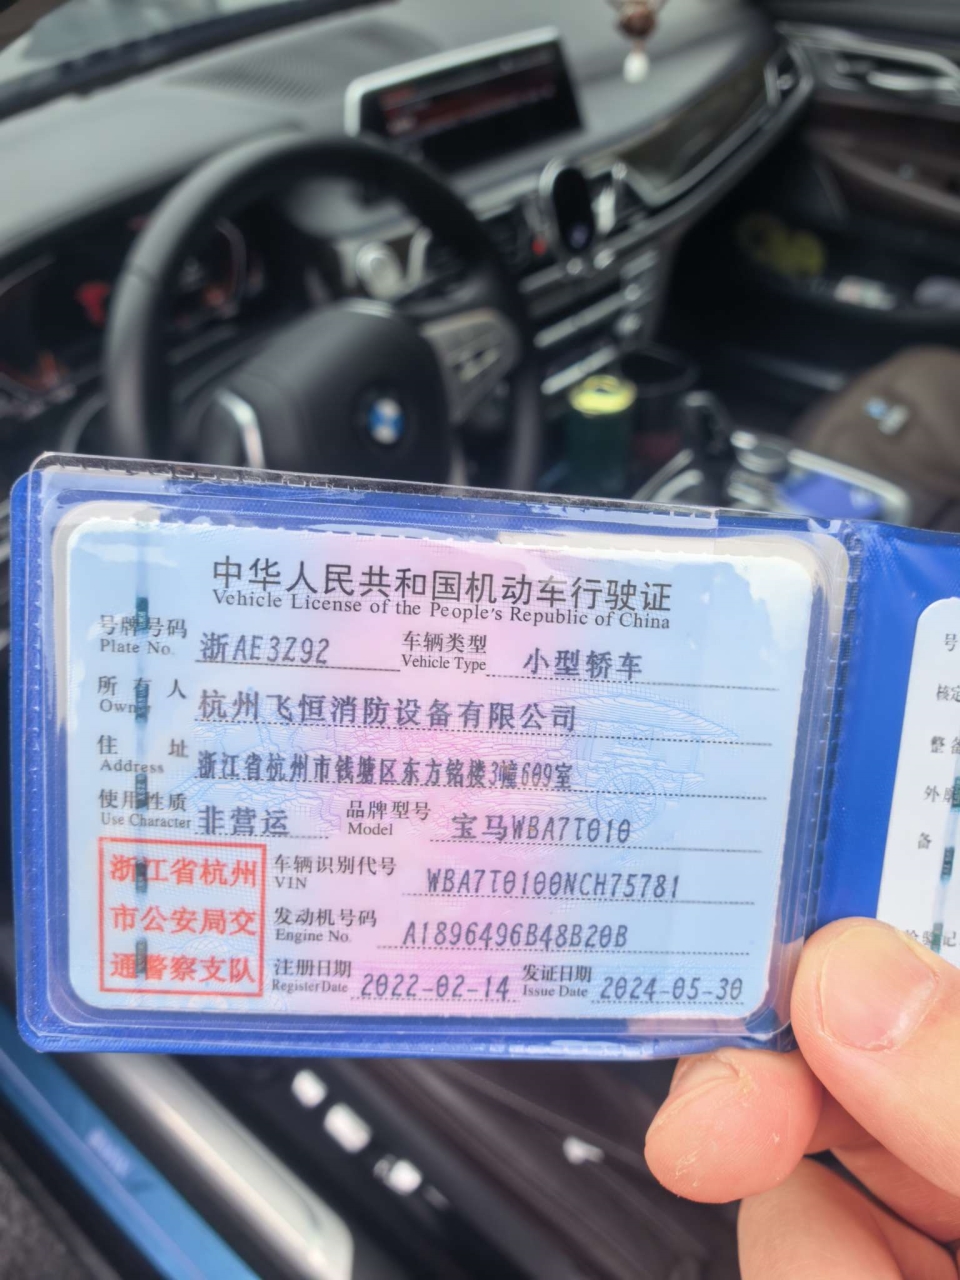 中华人民共和国机动车行驶证
Vehicle License of the People's Republic of China
号牌号码 浙AE3Z92 车辆类型 小型轿车
Plate No. Vehicle Type
所有人 杭州飞恒消防设备有限公司
Owner
住址 浙江省杭州市钱塘区东方铭楼3幢609室
Address
使用性质 非营运 品牌型号 宝马WBA7T010
Use Character Model
浙江省杭州
市公安局交
通警察支队
车辆识别代号 WBA7T0100NCH75781
VIN
发动机号码 A1896496B48B20B
Engine No.
注册日期 2022-02-14 发证日期 2024-05-30
Register Date Issue Date
号
核定
整备
外
备
记